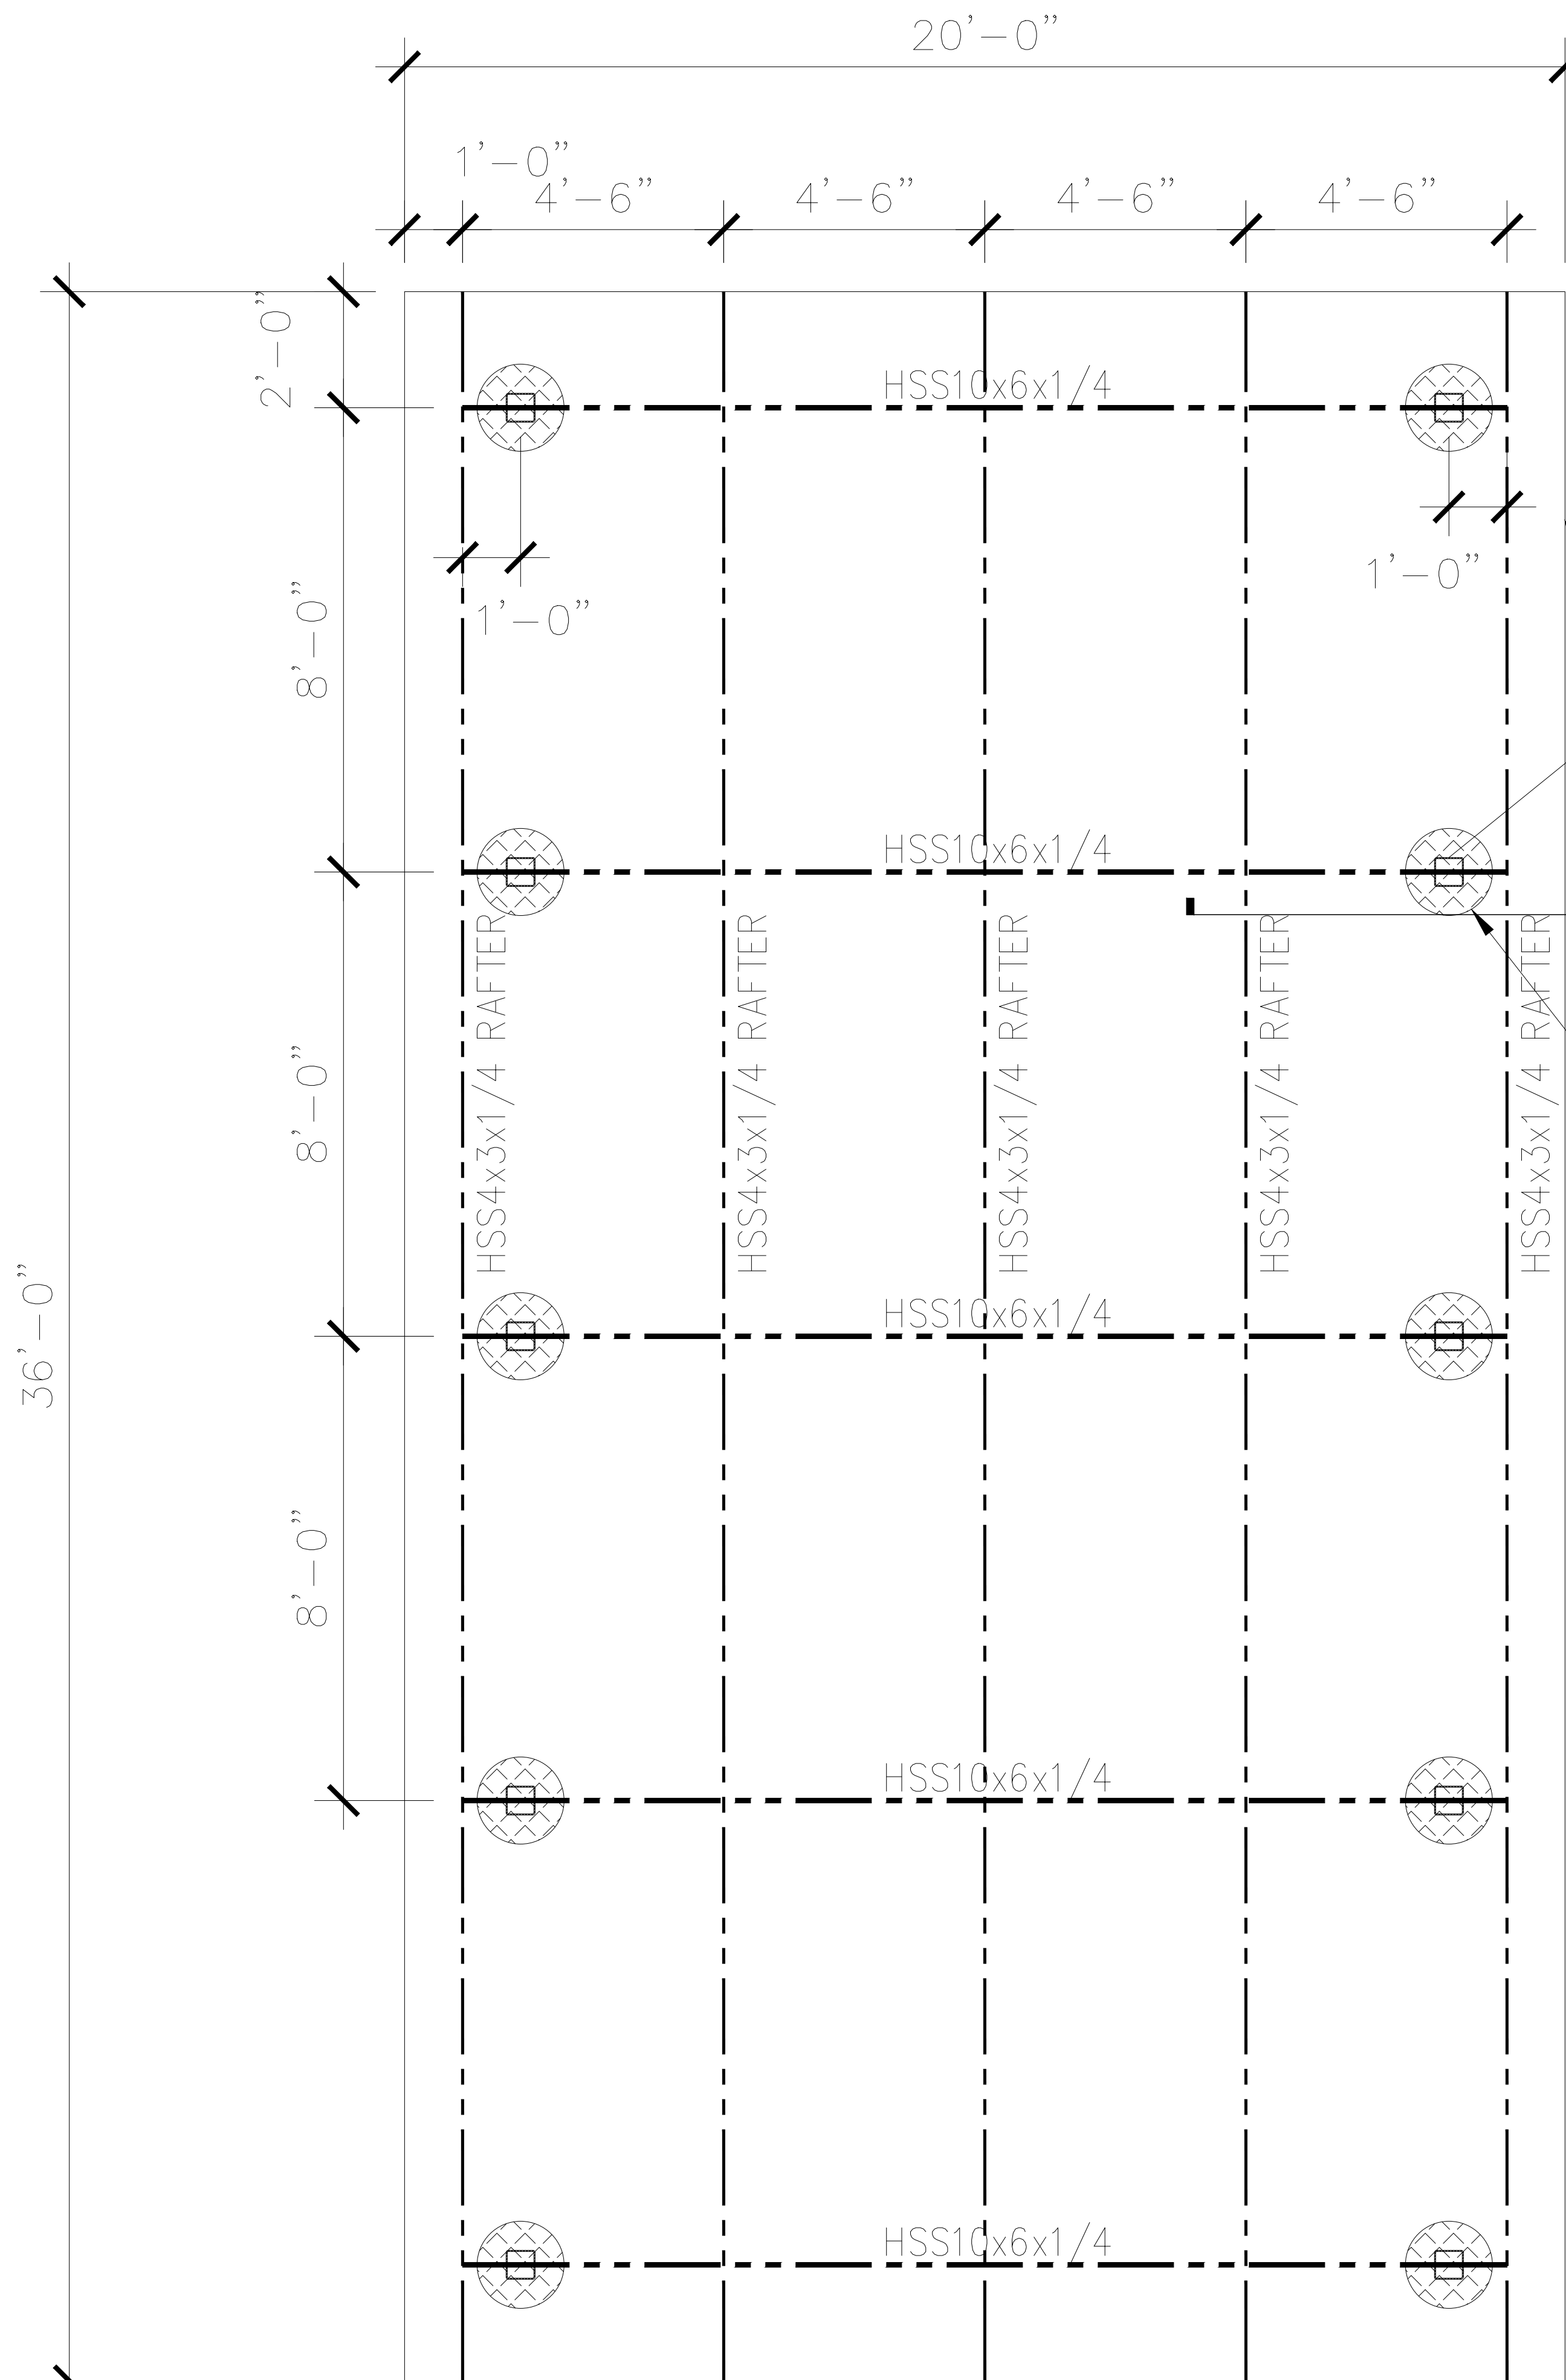 20'-0"
1'-0"
4'-6" 4'-6" 4'-6" 4'-6"
2'-0"
HSS10x6x1/4
1'-0"
1'-0"
8'-0"
HSS10x6x1/4
HSS4x3x1/4 RAFTER
HSS4x3x1/4 RAFTER
HSS4x3x1/4 RAFTER
HSS4x3x1/4 RAFTER
HSS4x3x1/4 RAFTER
8'-0"
HSS10x6x1/4
36'-0"
8'-0"
HSS10x6x1/4
HSS10x6x1/4